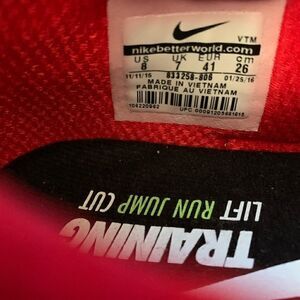 VTM
nikebetterworld.com
US UK EUR cm
8 7 41 26
11/11/15 833258-806 01/25/16
MADE IN VIETNAM
FABRIQUE AU VIETNAM
TRAINING
LIFT RUN JUMP CUT